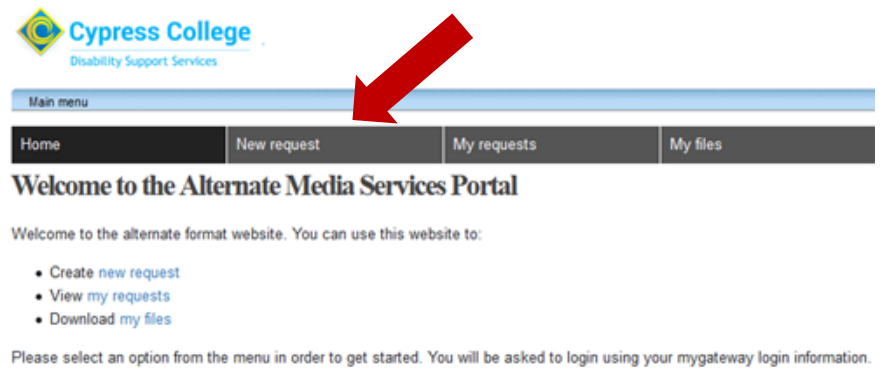 Cypress College
Disability Support Services
Main menu
Home New request My requests My files
Welcome to the Alternate Media Services Portal
Welcome to the alternate format website. You can use this website to:
• Create new request
• View my requests
• Download my files
Please select an option from the menu in order to get started. You will be asked to login using your mygateway login information.